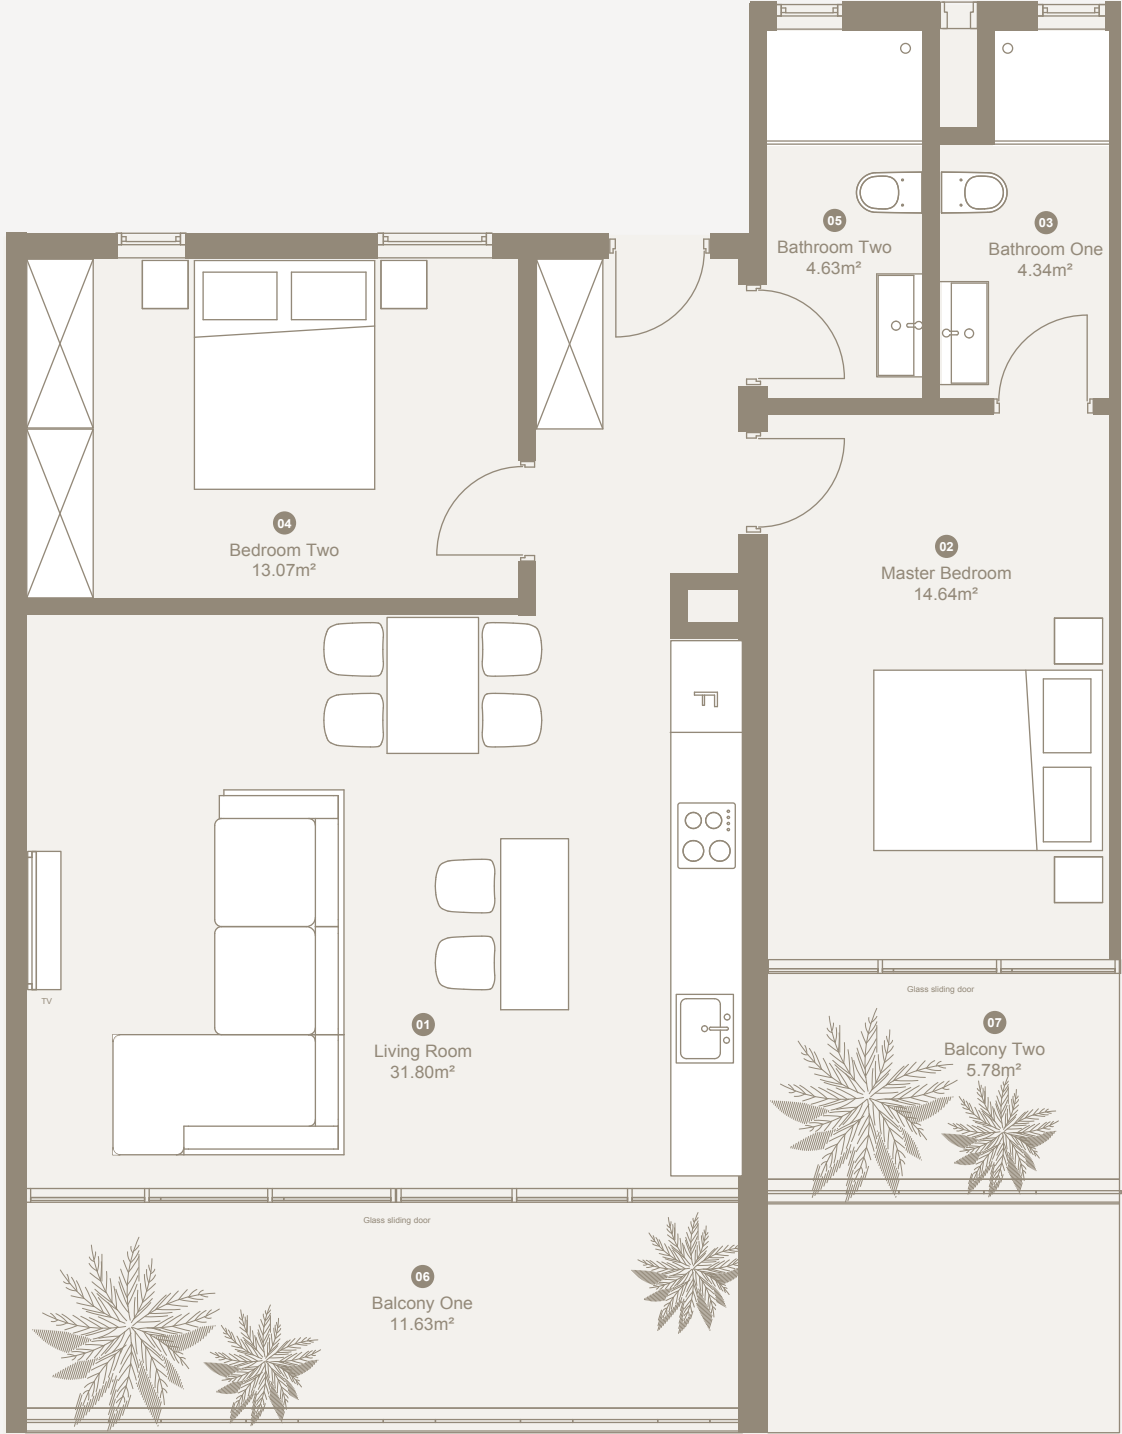 05
Bathroom Two
4.63m²
03
Bathroom One
4.34m²
04
Bedroom Two
13.07m²
02
Master Bedroom
14.64m²
F
TV
01
Living Room
31.80m²
Glass sliding door
07
Balcony Two
5.78m²
Glass sliding door
06
Balcony One
11.63m²